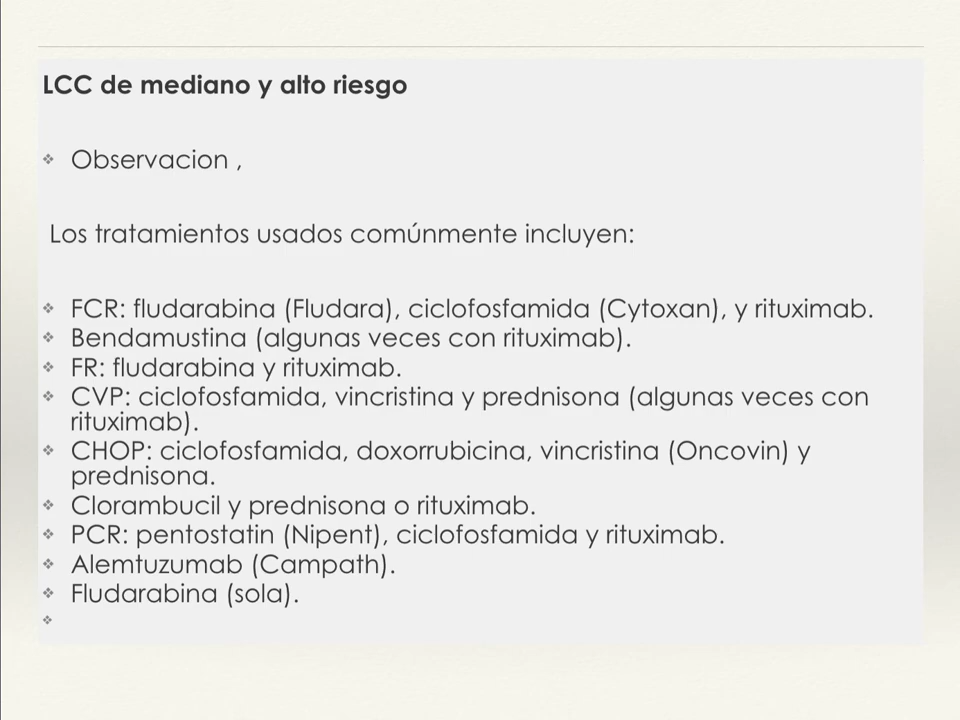 LCC de mediano y alto riesgo
Observacion ,
Los tratamientos usados comúnmente incluyen:
FCR: fludarabina (Fludara), ciclofosfamida (Cytoxan), y rituximab.
Bendamustina (algunas veces con rituximab).
FR: fludarabina y rituximab.
CVP: ciclofosfamida, vincristina y prednisona (algunas veces con
rituximab).
CHOP: ciclofosfamida, doxorrubicina, vincristina (Oncovin) y
prednisona.
Clorambucil y prednisona o rituximab.
PCR: pentostatin (Nipent), ciclofosfamida y rituximab.
Alemtuzumab (Campath).
Fludarabina (sola).